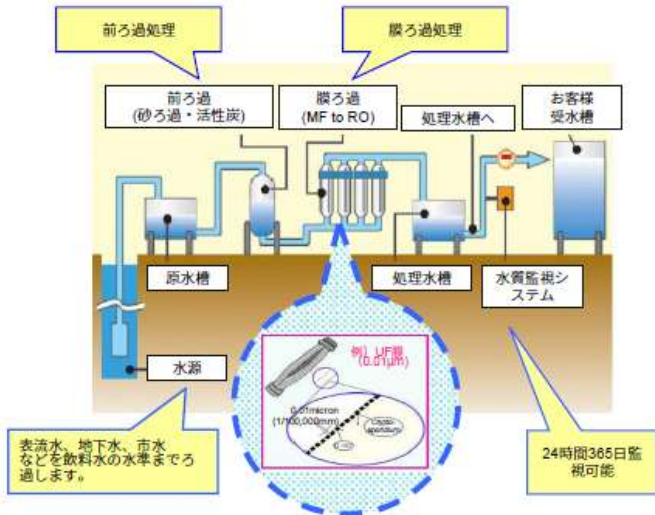 前ろ過処理
膜ろ過処理
前ろ過
(砂ろ過・活性炭)
膜ろ過
(MF to RO)
処理水槽へ
お客様
受水槽
原水槽
処理水槽
水質監視シ
ステム
水源
例）UF膜
(0.01μm)
0.01micron
(1/100,000mm)
表流水、地下水、市水
などを飲料水の水準までろ
過します。
24時間365日監
視可能